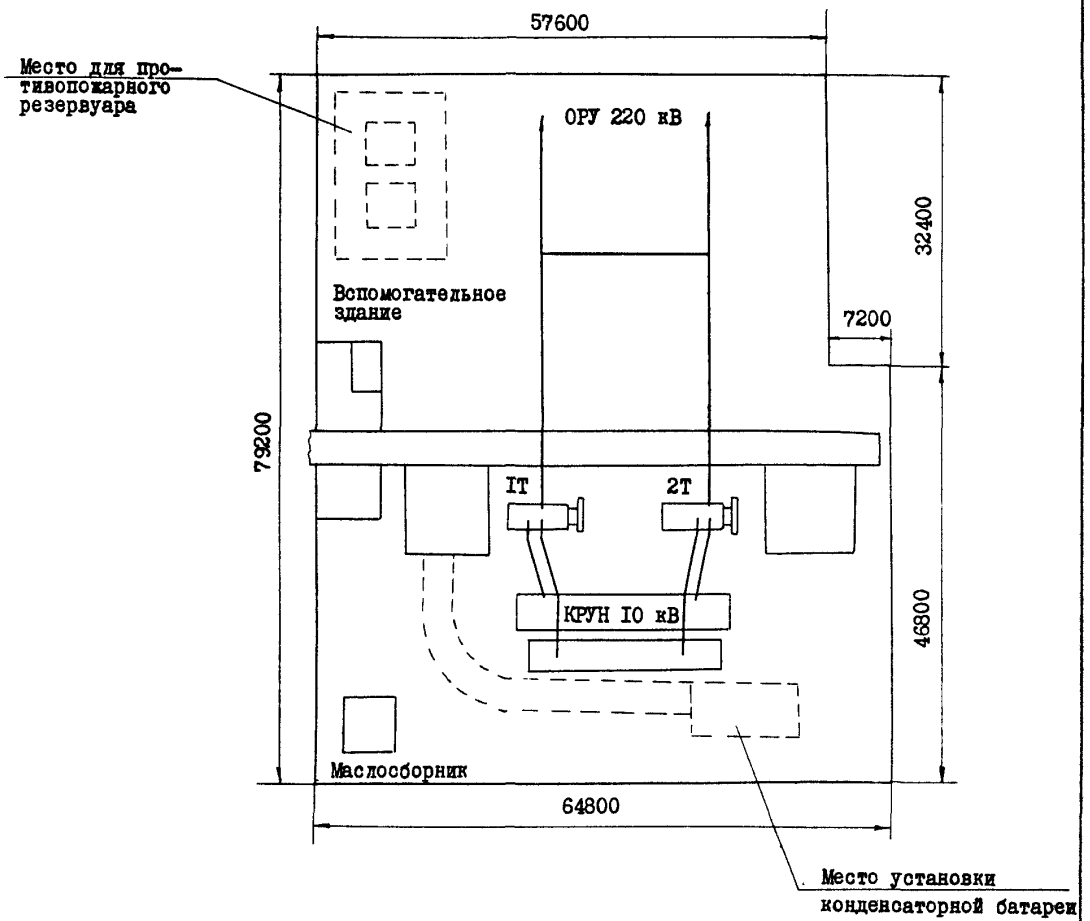 57600
Место для про-
тивопожарного
резервуара
ОРУ 220 кВ
32400
Вспомогательное
здание
7200
79200
1Т
2Т
КРУН 10 кВ
46800
Маслосборник
64800
Место установки
конденсаторной батареи